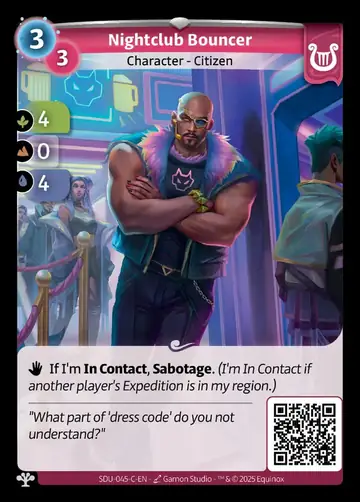 3
3
Nightclub Bouncer
Character - Citizen
4
0
4
If I'm In Contact, Sabotage. (I'm In Contact if
another player's Expedition is in my region.)
"What part of 'dress code' do you not
understand?"
SDU-045-C-EN - Gamon Studio - ™ & © 2025 Equinox